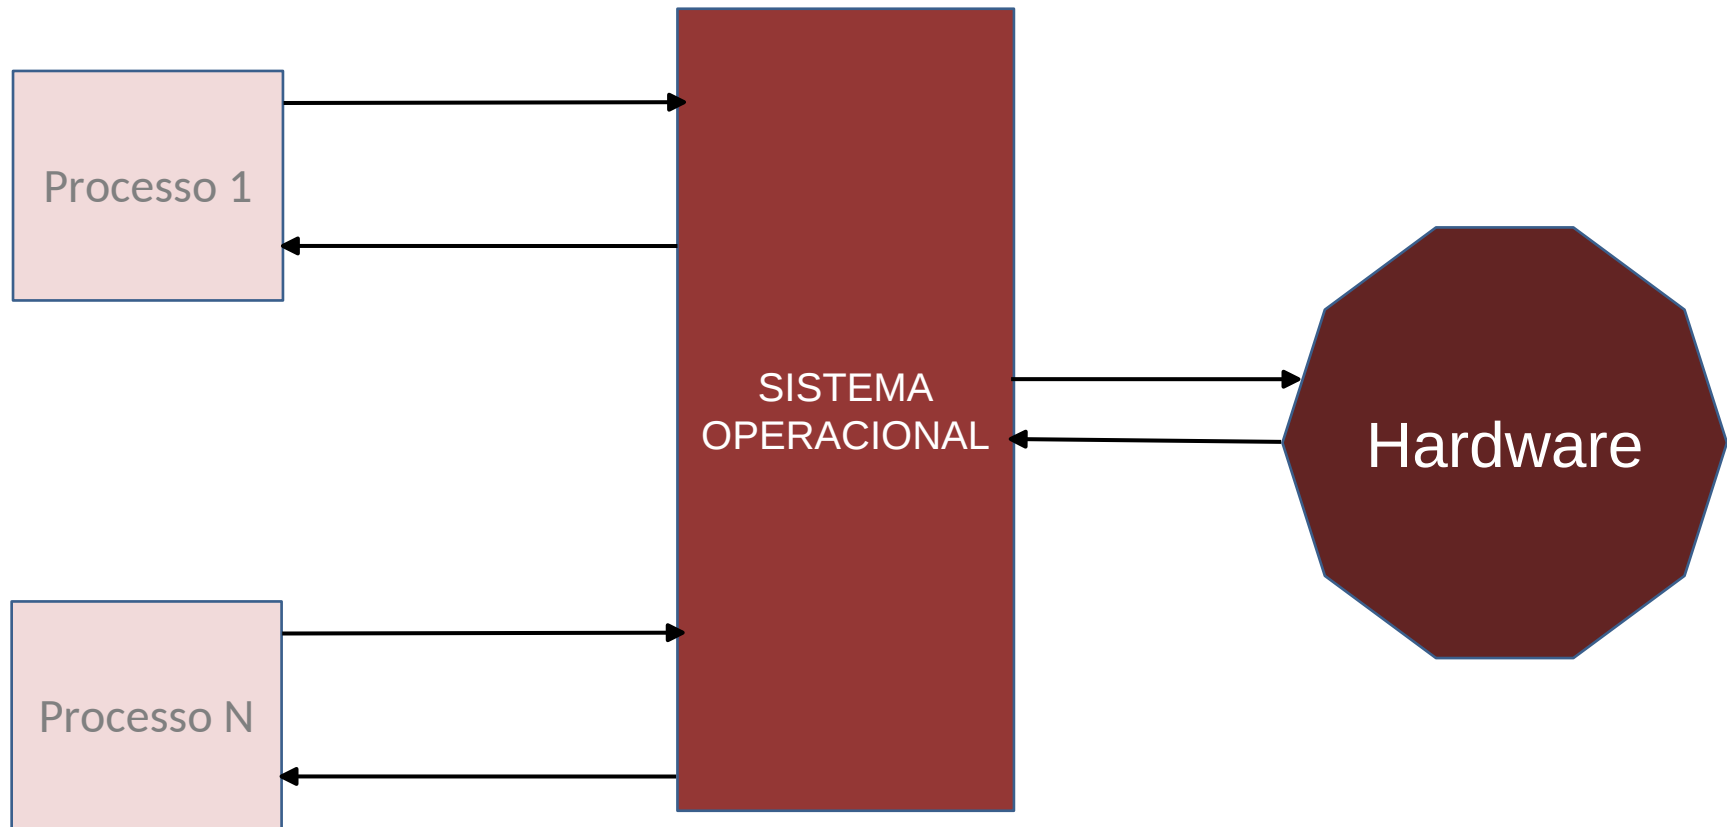 Processo 1
SISTEMA
OPERACIONAL
Hardware
Processo N